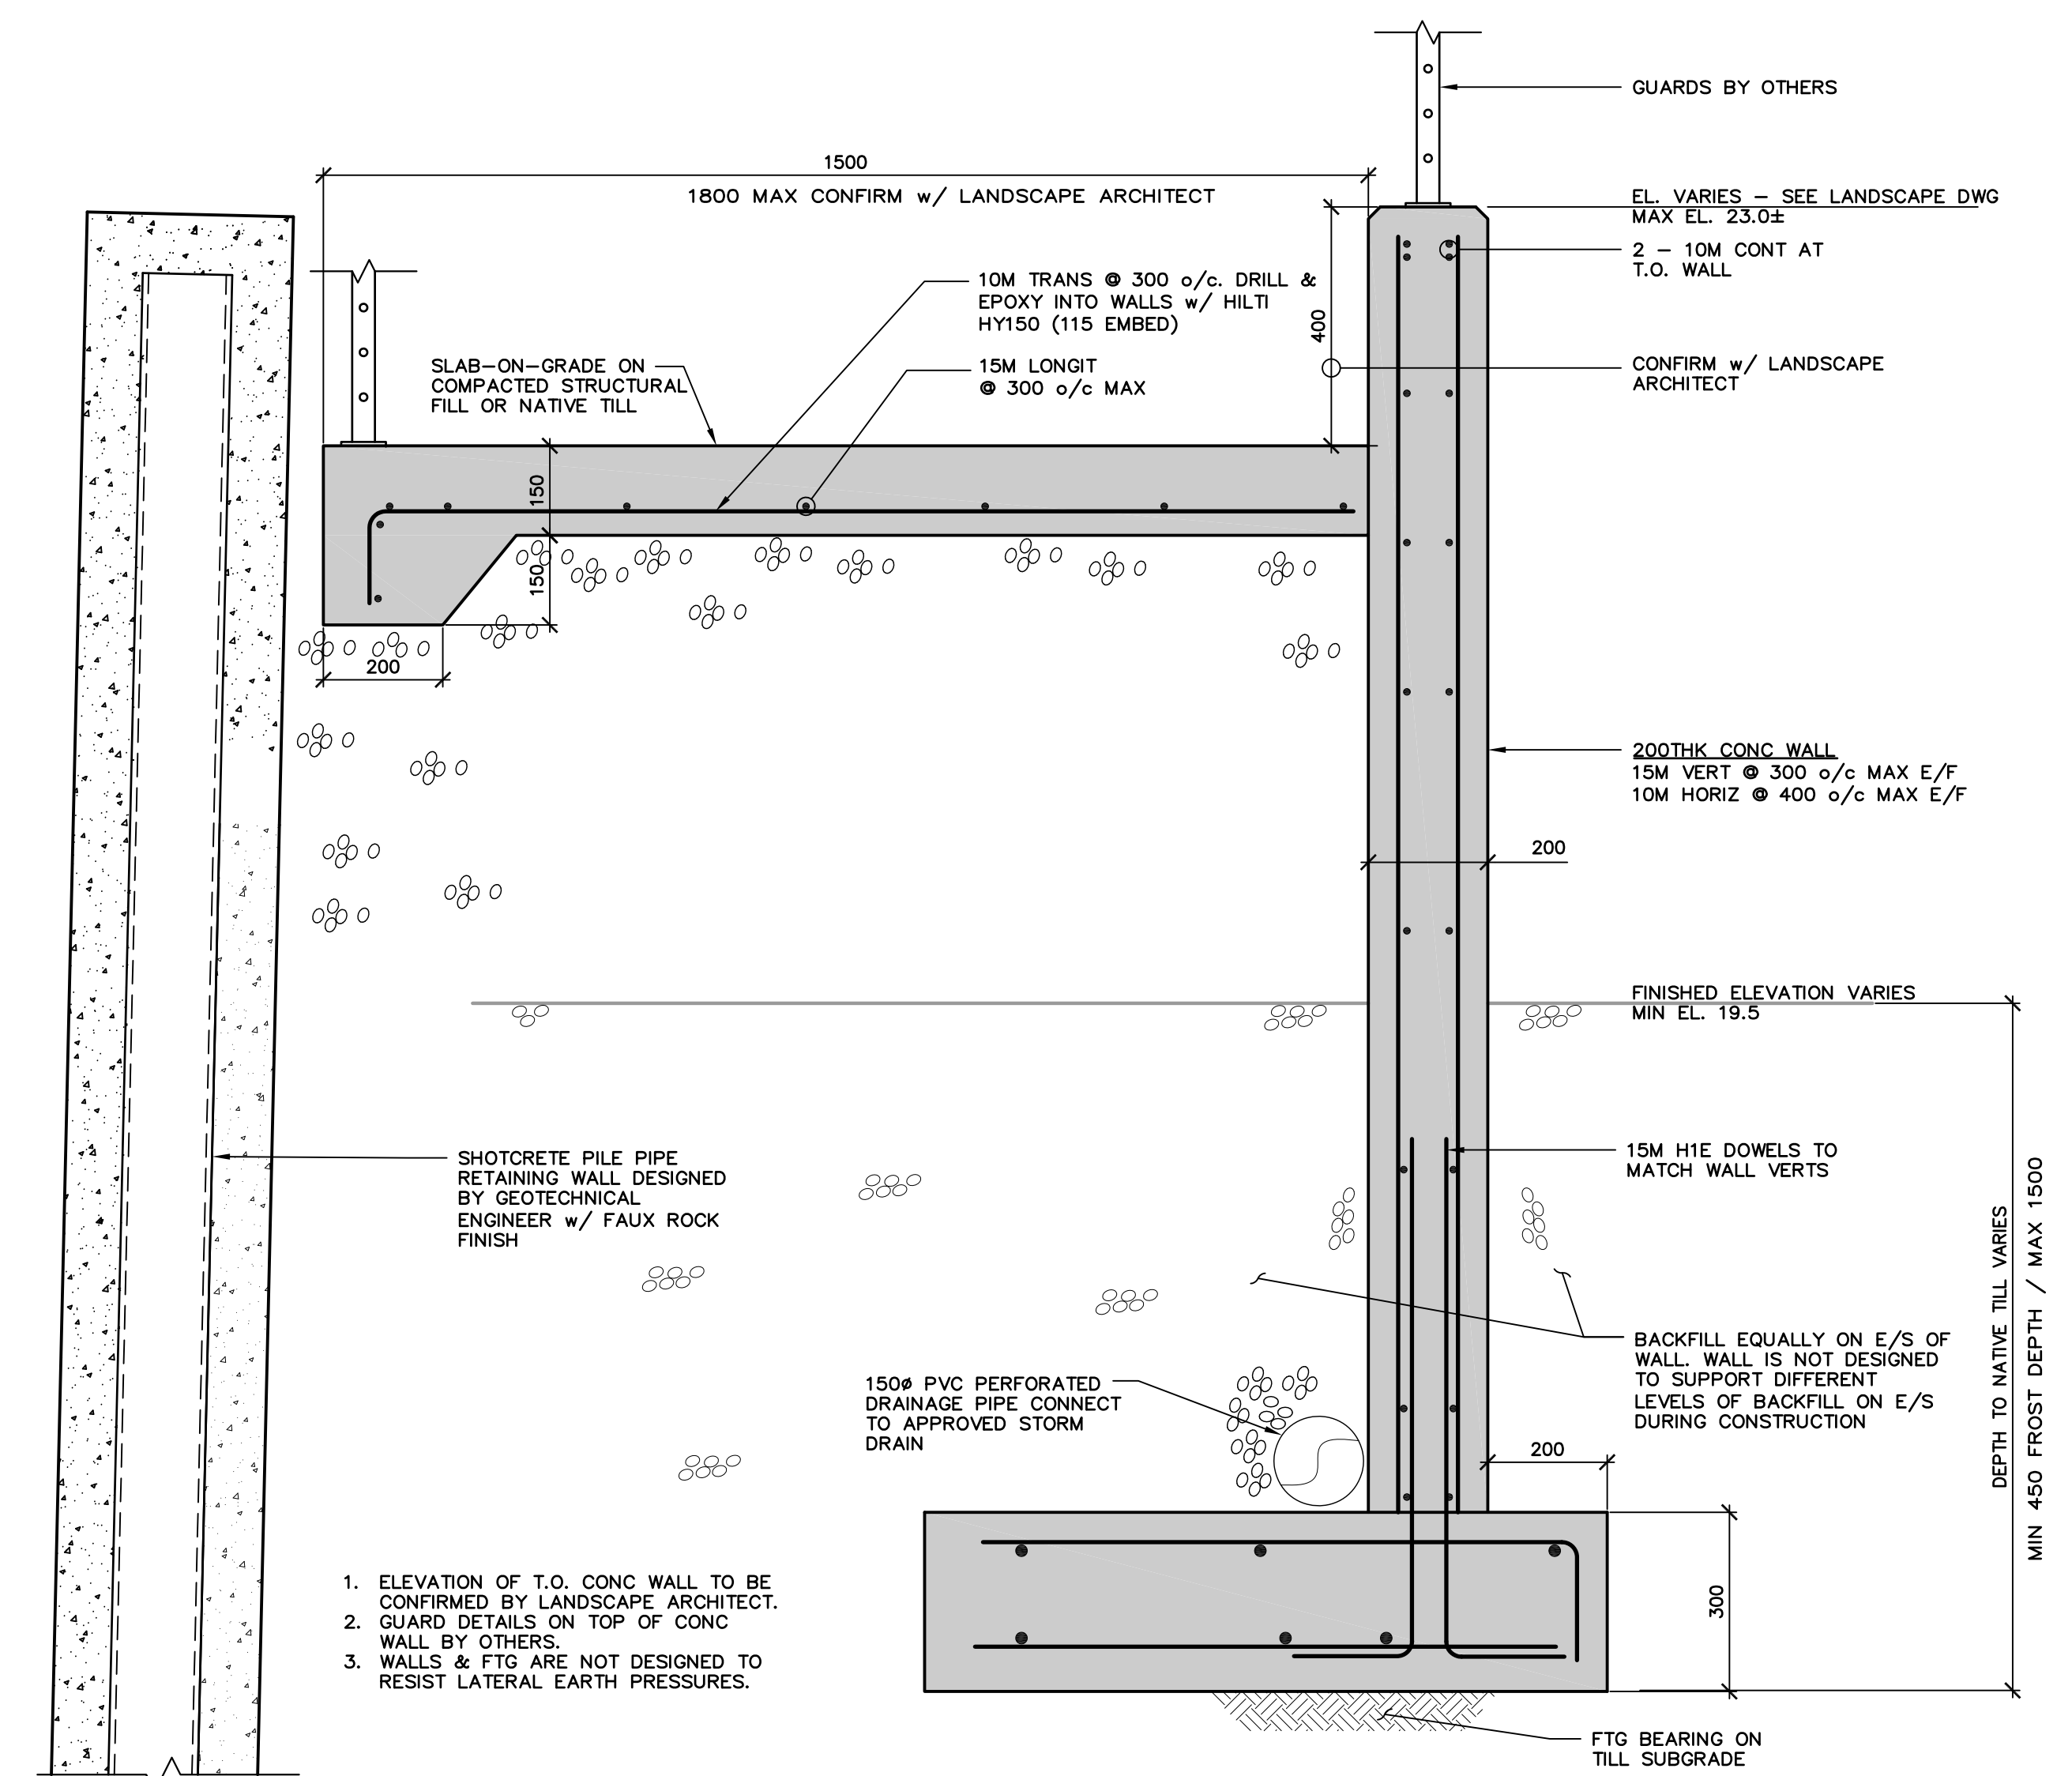 GUARDS BY OTHERS
1500
1800 MAX CONFIRM w/ LANDSCAPE ARCHITECT
EL. VARIES – SEE LANDSCAPE DWG
MAX EL. 23.0±
2 – 10M CONT AT
T.O. WALL
10M TRANS @ 300 o/c. DRILL &
EPOXY INTO WALLS w/ HILTI
HY150 (115 EMBED)
400
SLAB-ON-GRADE ON
COMPACTED STRUCTURAL
FILL OR NATIVE TILL
15M LONGIT
@ 300 o/c MAX
CONFIRM w/ LANDSCAPE
ARCHITECT
150
150
200
200THK CONC WALL
15M VERT @ 300 o/c MAX E/F
10M HORIZ @ 400 o/c MAX E/F
200
FINISHED ELEVATION VARIES
MIN EL. 19.5
SHOTCRETE PILE PIPE
RETAINING WALL DESIGNED
BY GEOTECHNICAL
ENGINEER w/ FAUX ROCK
FINISH
15M H1E DOWELS TO
MATCH WALL VERTS
DEPTH TO NATIVE TILL VARIES
MIN 450 FROST DEPTH / MAX 1500
BACKFILL EQUALLY ON E/S OF
WALL. WALL IS NOT DESIGNED
TO SUPPORT DIFFERENT
LEVELS OF BACKFILL ON E/S
DURING CONSTRUCTION
150ø PVC PERFORATED
DRAINAGE PIPE CONNECT
TO APPROVED STORM
DRAIN
200
300
1. ELEVATION OF T.O. CONC WALL TO BE
CONFIRMED BY LANDSCAPE ARCHITECT.
2. GUARD DETAILS ON TOP OF CONC
WALL BY OTHERS.
3. WALLS & FTG ARE NOT DESIGNED TO
RESIST LATERAL EARTH PRESSURES.
FTG BEARING ON
TILL SUBGRADE